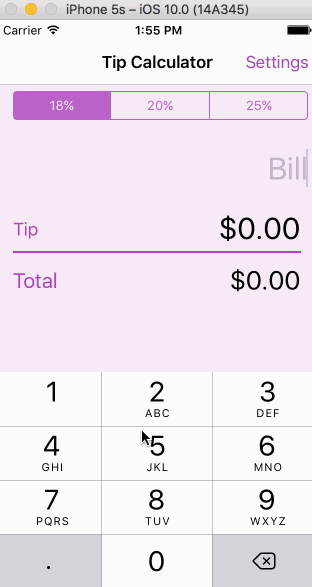 iPhone 5s – iOS 10.0 (14A345)
Carrier 1:55 PM
Tip Calculator Settings
18% 20% 25%
Bill
Tip $0.00
Total $0.00
1 2 3
ABC DEF
4 5 6
GHI JKL MNO
7 8 9
PQRS TUV WXYZ
. 0